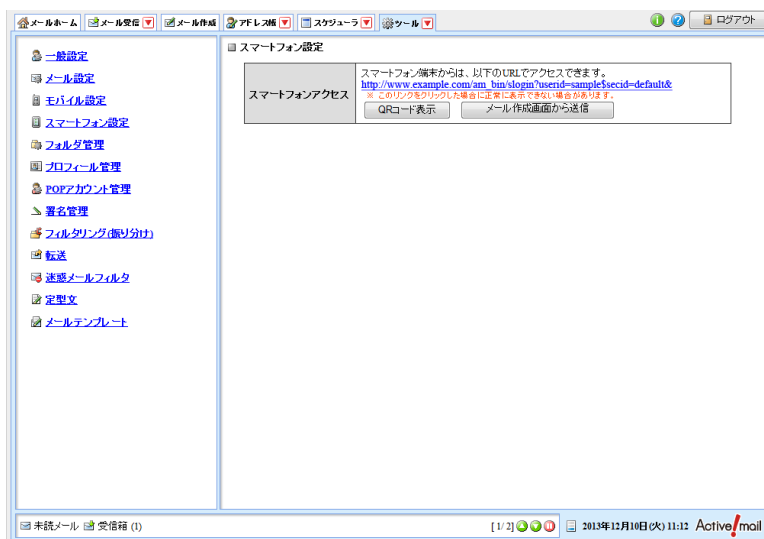 メールホーム メール受信 メール作成 アドレス帳 スケジューラ ツール ログアウト
一般設定
メール設定
モバイル設定
スマートフォン設定
フォルダ管理
プロフィール管理
POPアカウント管理
署名管理
フィルタリング(振り分け)
転送
迷惑メールフィルタ
定型文
メールテンプレート
スマートフォン設定
スマートフォンアクセス
スマートフォン端末からは、以下のURLでアクセスできます。
http://www.example.com/am_bin/slogin?userid=sample$secid=default&
※ このリンクをクリックした場合に正常に表示できない場合があります。
QRコード表示 メール作成画面から送信
未読メール 受信箱 (1) [1/2] 2013年12月10日(火) 11:12 Active! mail